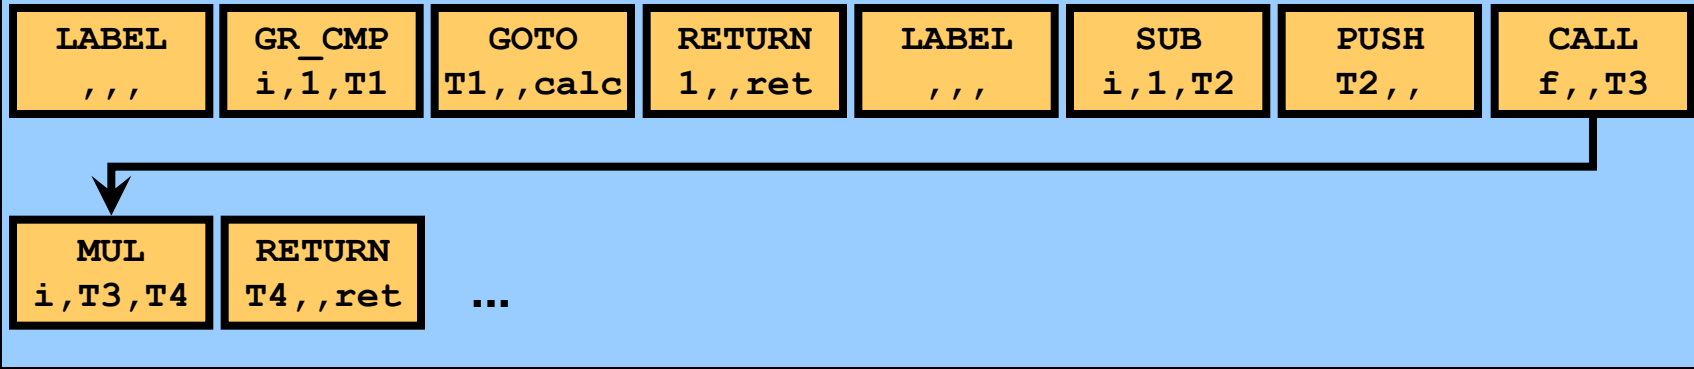 LABEL
,,,
GR_CMP
i,1,T1
GOTO
T1,,calc
RETURN
1,,ret
LABEL
,,,
SUB
i,1,T2
PUSH
T2,,
CALL
f,,T3
MUL
i,T3,T4
RETURN
T4,,ret
...